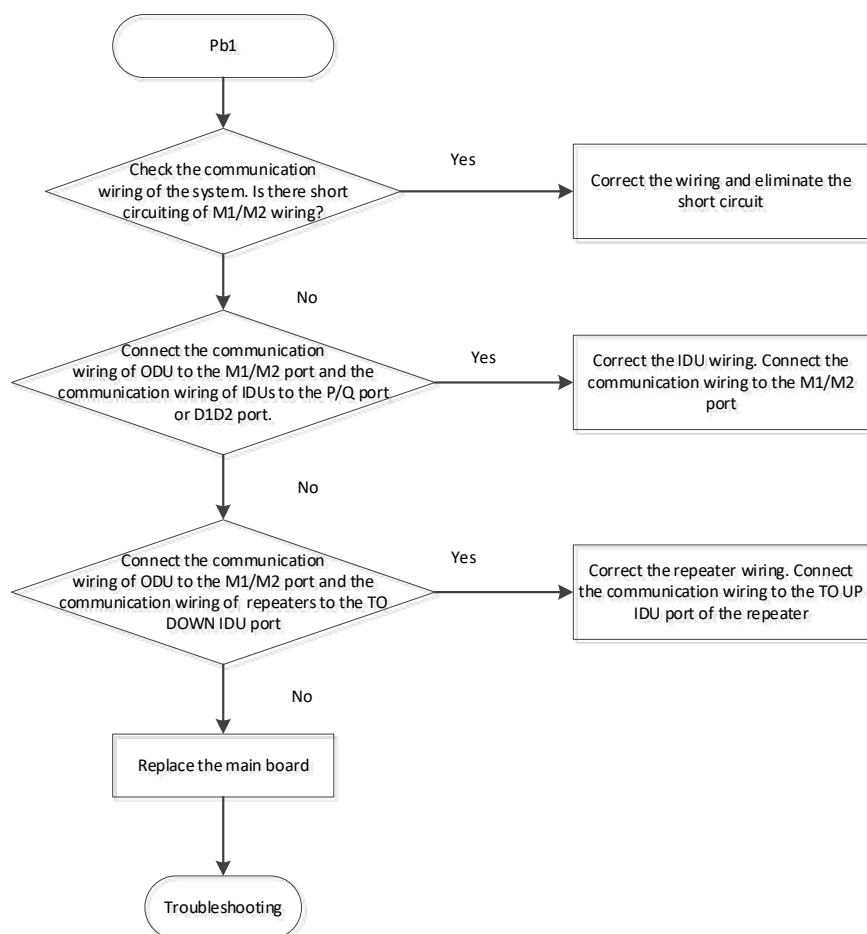 Pb1
Check the communication
wiring of the system. Is there short
circuiting of M1/M2 wiring?
Yes
Correct the wiring and eliminate the
short circuit
No
Connect the communication
wiring of ODU to the M1/M2 port and the
communication wiring of IDUs to the P/Q port
or D1D2 port.
Yes
Correct the IDU wiring. Connect the
communication wiring to the M1/M2
port
No
Connect the communication
wiring of ODU to the M1/M2 port and the
communication wiring of repeaters to the TO
DOWN IDU port
Yes
Correct the repeater wiring. Connect
the communication wiring to the TO UP
IDU port of the repeater
No
Replace the main board
Troubleshooting